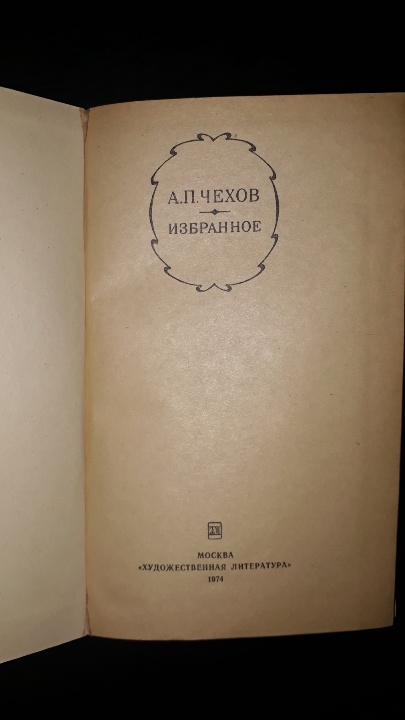 А.П.ЧЕХОВ
ИЗБРАННОЕ
МОСКВА
«ХУДОЖЕСТВЕННАЯ ЛИТЕРАТУРА»
1974